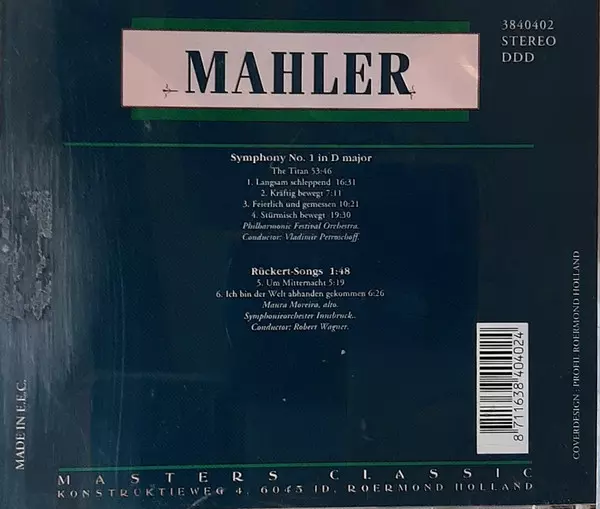 3840402
STEREO
DDD
MAHLER
Symphony No. 1 in D major
The Titan 53:46
1. Langsam schleppend 16:31
2. Kräftig bewegt 7:11
3. Feierlich und gemessen 10:21
4. Stürmisch bewegt 19:30
Philharmonic Festival Orchestra.
Conductor: Vladimir Petroschoff.
Rückert-Songs 1:48
5. Um Mitternacht 5:19
6. Ich bin der Welt abhanden gekommen 6:26
Maura Moreira, alto.
Symphonieorchester Innsbruck..
Conductor: Robert Wagner.
8 711638 404024
COVERDESIGN : PROFIL ROERMOND HOLLAND
MADE IN E.E.C.
MASTERS CLASSIC
KONSTRUKTIEWEG 4, 6045 JD, ROERMOND HOLLAND